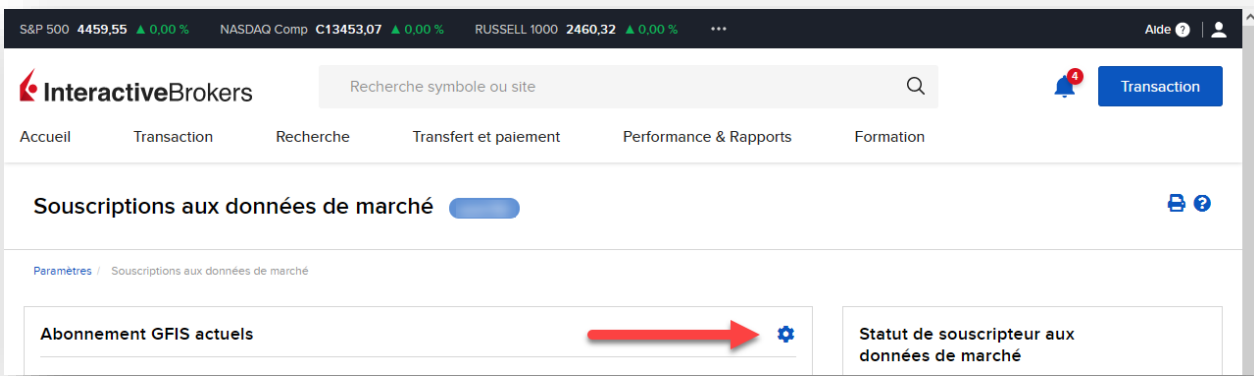 S&P 500 4459,55 ▲ 0,00 % NASDAQ Comp C13453,07 ▲ 0,00 % RUSSELL 1000 2460,32 ▲ 0,00 % ••• Aide ?
InteractiveBrokers Recherche symbole ou site 4 Transaction
Accueil Transaction Recherche Transfert et paiement Performance & Rapports Formation
Souscriptions aux données de marché ?
Paramètres / Souscriptions aux données de marché
Abonnement GFIS actuels
Statut de souscripteur aux
données de marché